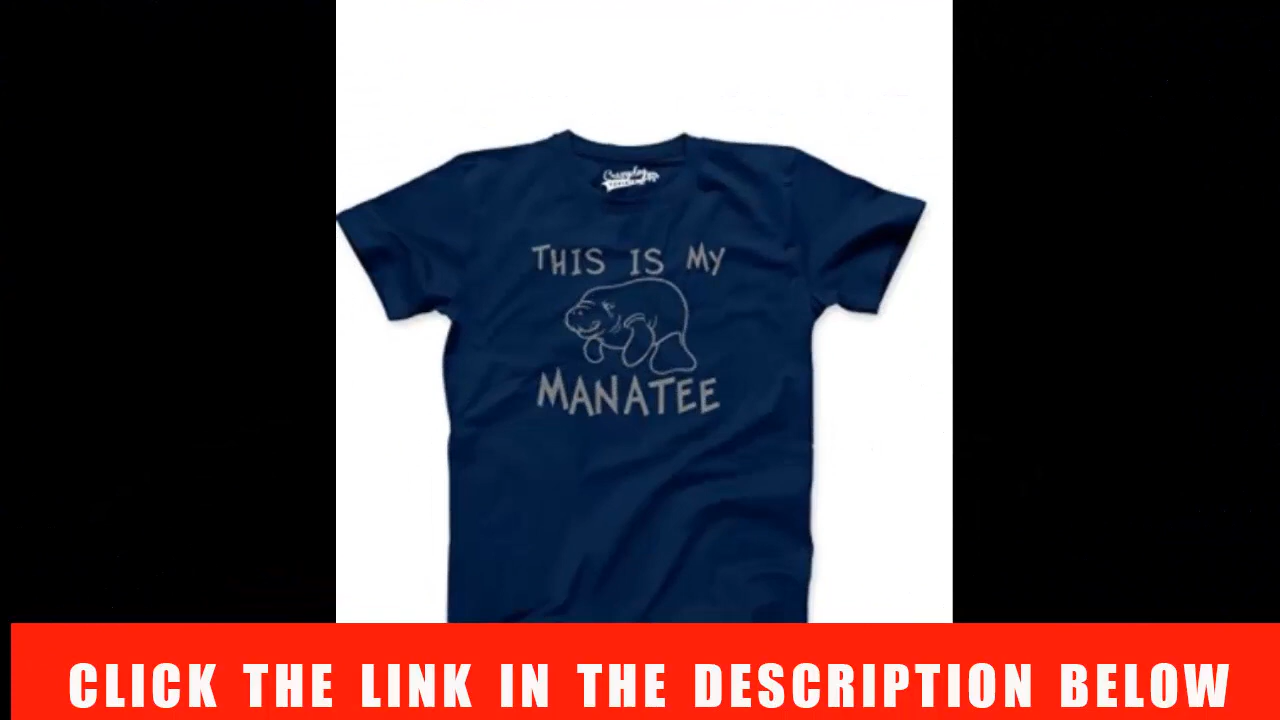 THIS IS MY
MANATEE
CLICK THE LINK IN THE DESCRIPTION BELOW